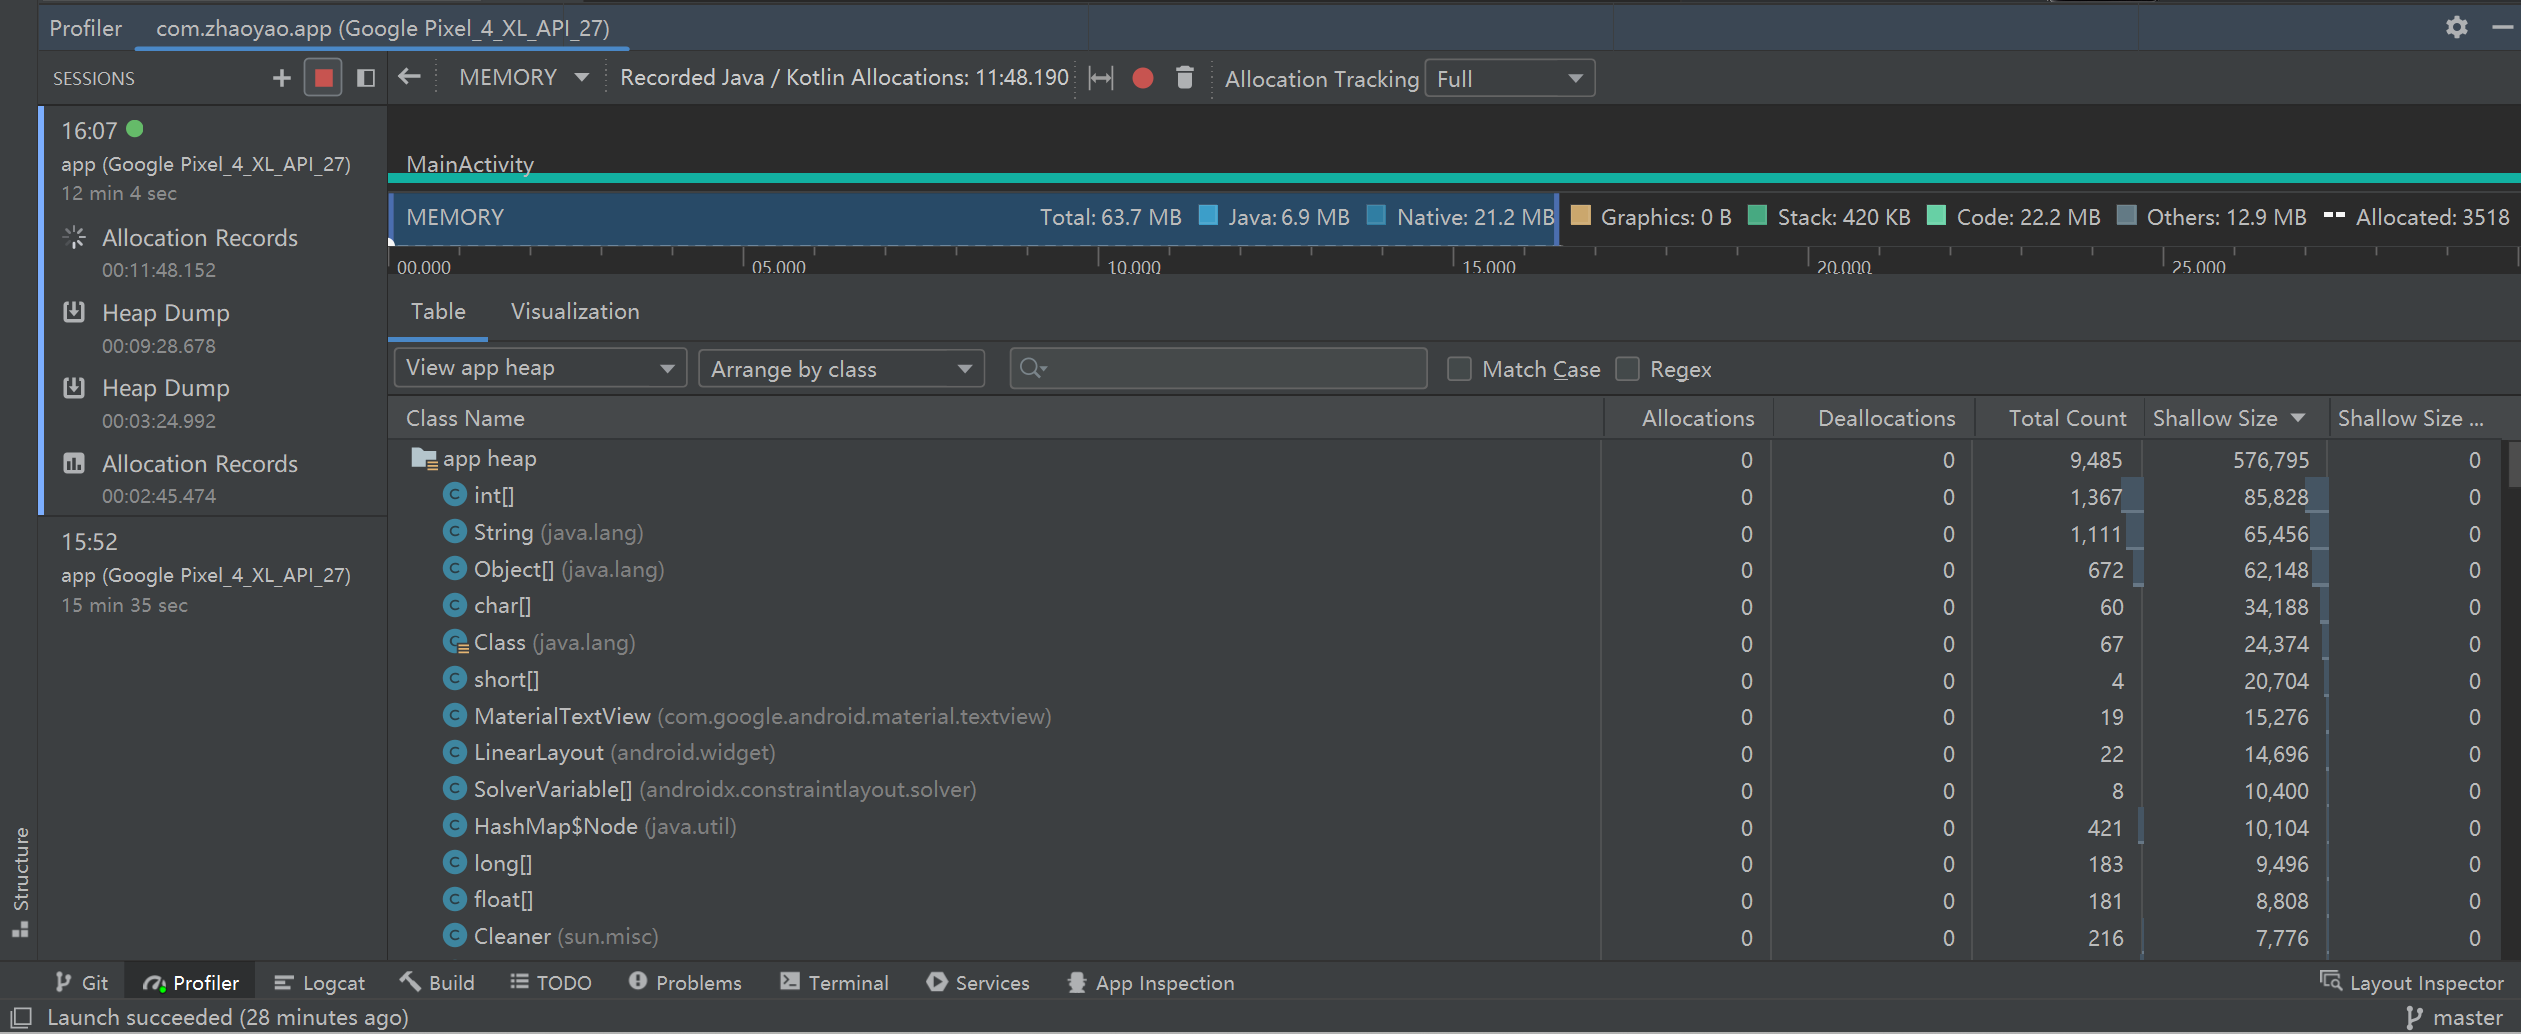 Profiler com.zhaoyao.app (Google Pixel_4_XL_API_27)
SESSIONS MEMORY Recorded Java / Kotlin Allocations: 11:48.190 Allocation Tracking Full
16:07
app (Google Pixel_4_XL_API_27)
12 min 4 sec
Allocation Records
00:11:48.152
Heap Dump
00:09:28.678
Heap Dump
00:03:24.992
Allocation Records
00:02:45.474
15:52
app (Google Pixel_4_XL_API_27)
15 min 35 sec
MainActivity
MEMORY Total: 63.7 MB Java: 6.9 MB Native: 21.2 MB Graphics: 0 B Stack: 420 KB Code: 22.2 MB Others: 12.9 MB Allocated: 3518
00.000 05.000 10.000 15.000 20.000 25.000
Table Visualization
View app heap Arrange by class Match Case Regex
Class Name Allocations Deallocations Total Count Shallow Size Shallow Size ...
app heap 0 0 9,485 576,795 0
int[] 0 0 1,367 85,828 0
String (java.lang) 0 0 1,111 65,456 0
Object[] (java.lang) 0 0 672 62,148 0
char[] 0 0 60 34,188 0
Class (java.lang) 0 0 67 24,374 0
short[] 0 0 4 20,704 0
MaterialTextView (com.google.android.material.textview) 0 0 19 15,276 0
LinearLayout (android.widget) 0 0 22 14,696 0
SolverVariable[] (androidx.constraintlayout.solver) 0 0 8 10,400 0
HashMap$Node (java.util) 0 0 421 10,104 0
long[] 0 0 183 9,496 0
float[] 0 0 181 8,808 0
Cleaner (sun.misc) 0 0 216 7,776 0
Structure
Git Profiler Logcat Build TODO Problems Terminal Services App Inspection Layout Inspector
Launch succeeded (28 minutes ago) master